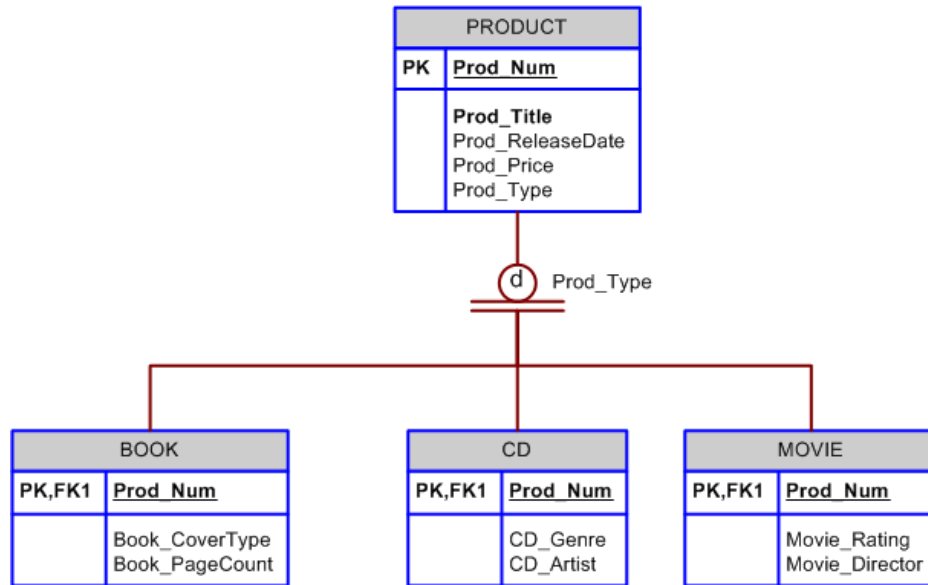 PRODUCT
PK Prod_Num
Prod_Title
Prod_ReleaseDate
Prod_Price
Prod_Type
d Prod_Type
BOOK
PK,FK1 Prod_Num
Book_CoverType
Book_PageCount
CD
PK,FK1 Prod_Num
CD_Genre
CD_Artist
MOVIE
PK,FK1 Prod_Num
Movie_Rating
Movie_Director